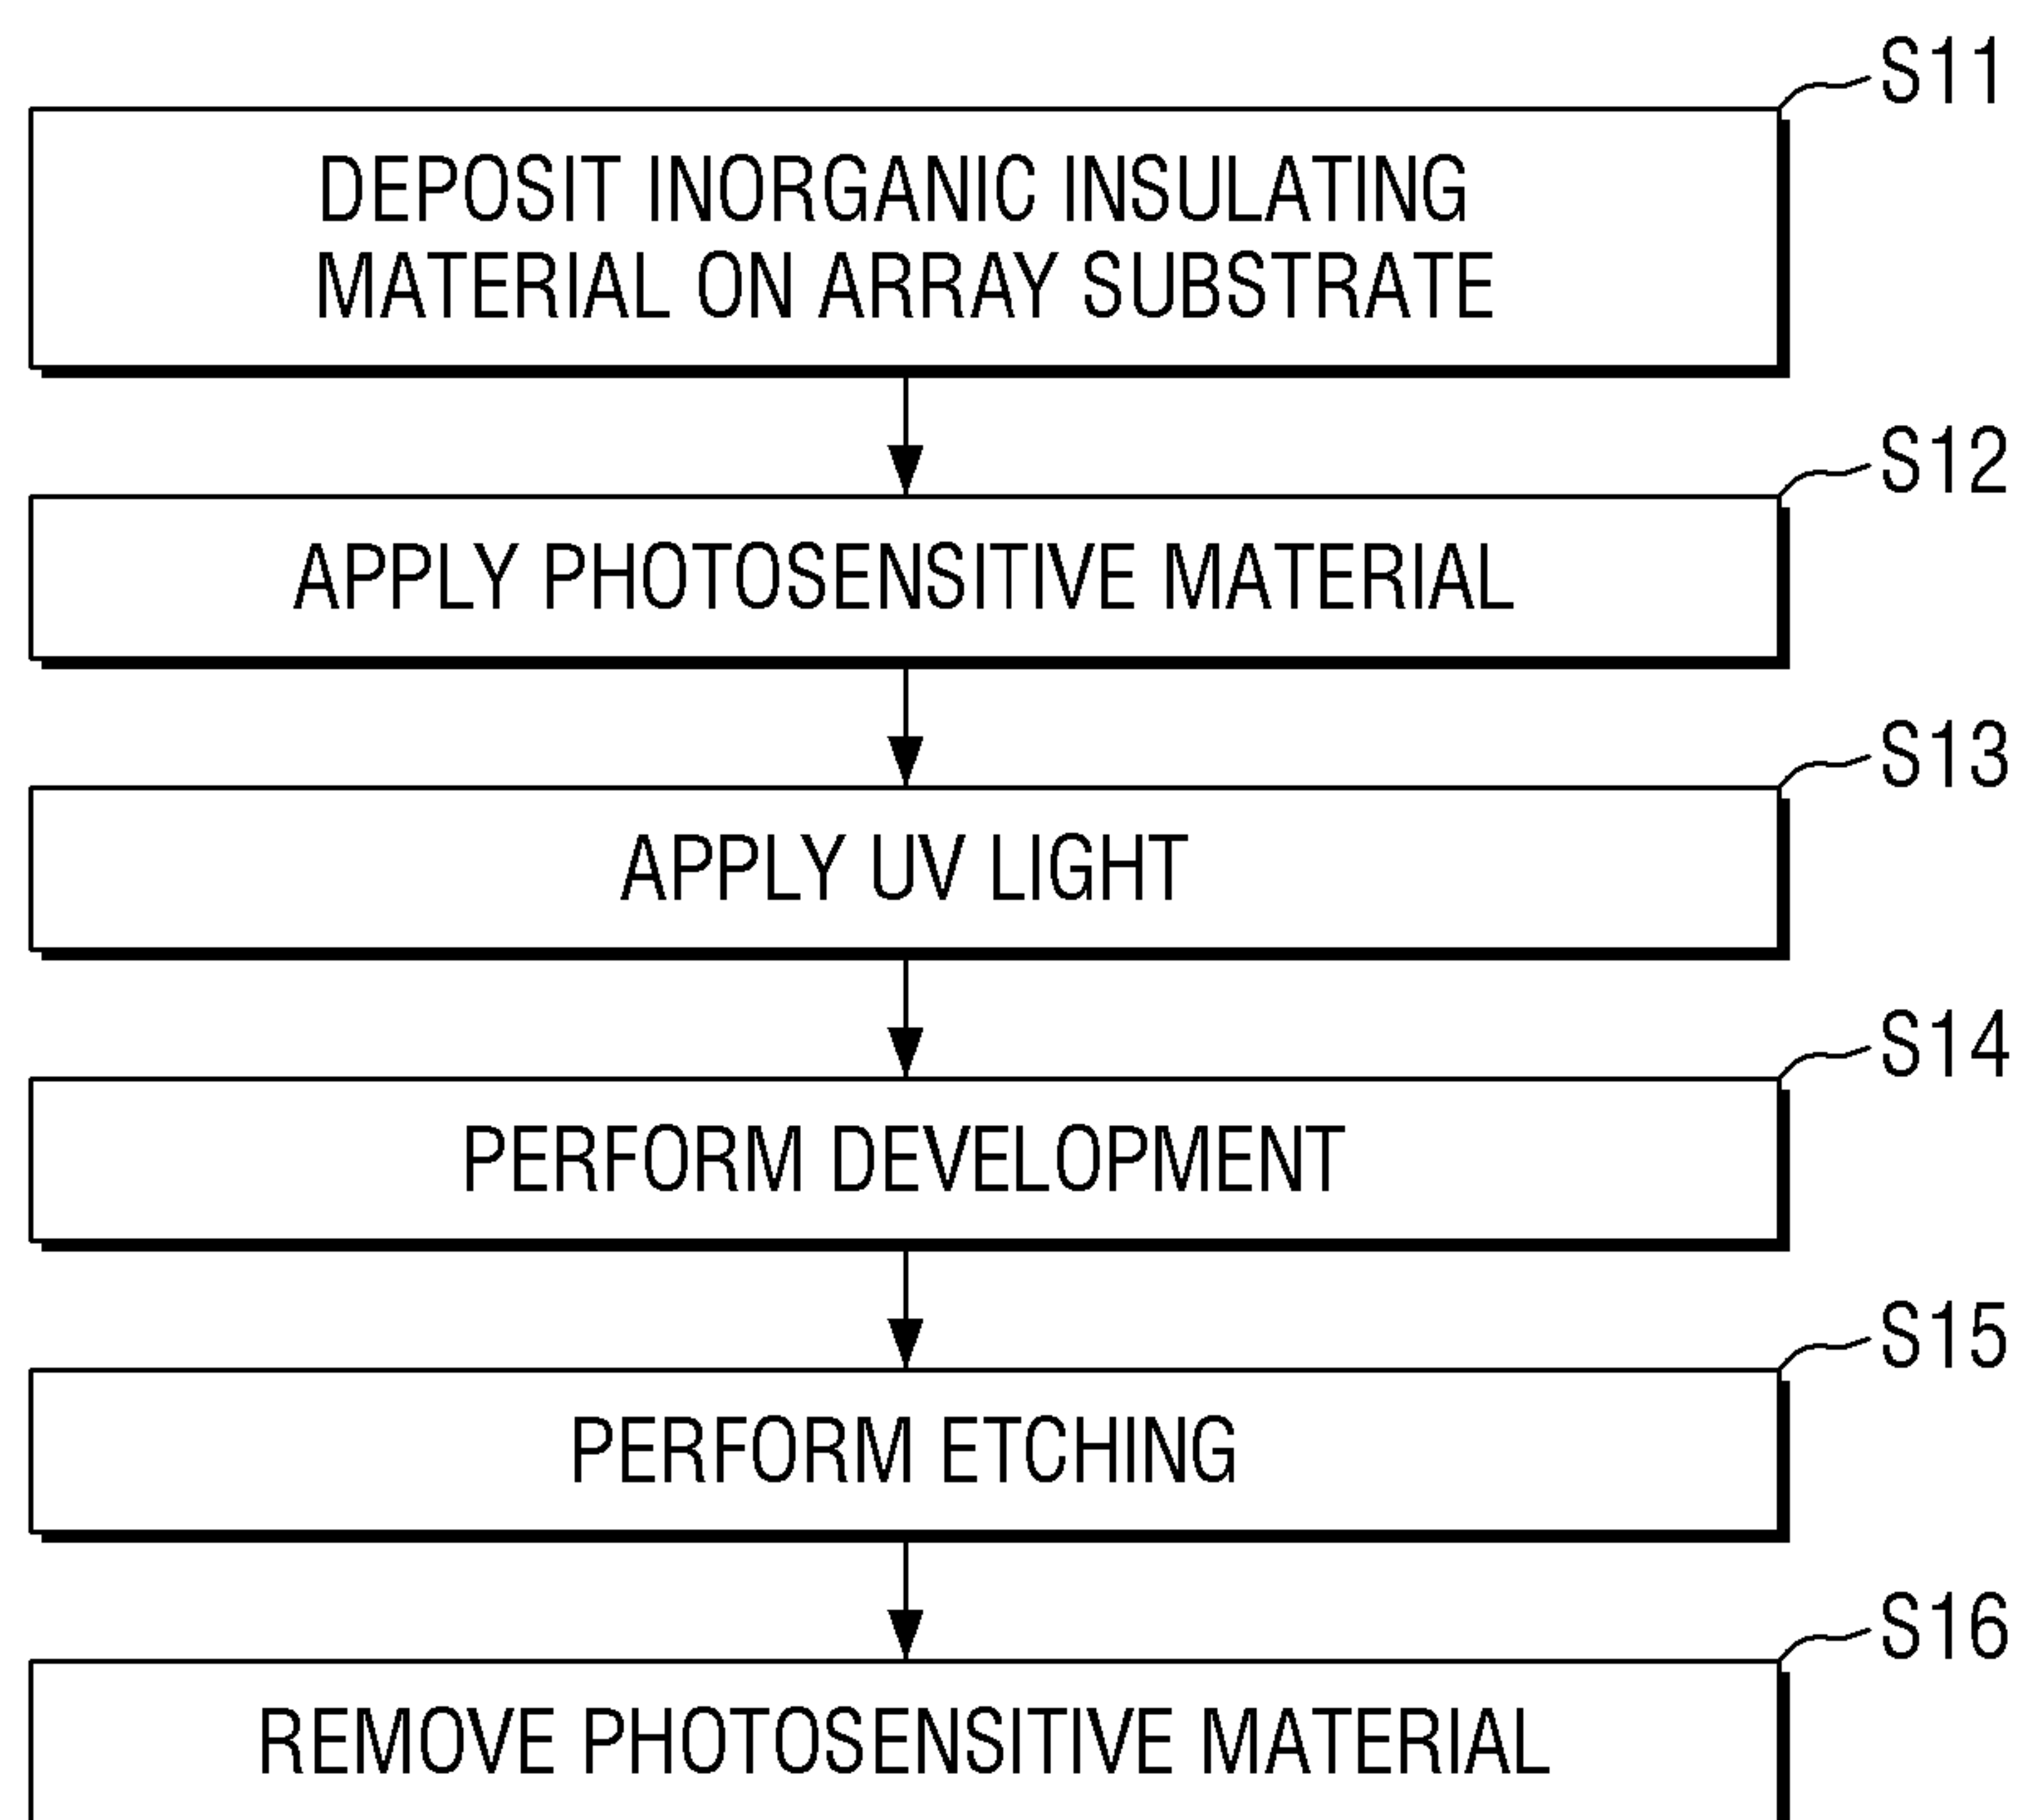 S11
DEPOSIT INORGANIC INSULATING
MATERIAL ON ARRAY SUBSTRATE
S12
APPLY PHOTOSENSITIVE MATERIAL
S13
APPLY UV LIGHT
S14
PERFORM DEVELOPMENT
S15
PERFORM ETCHING
S16
REMOVE PHOTOSENSITIVE MATERIAL